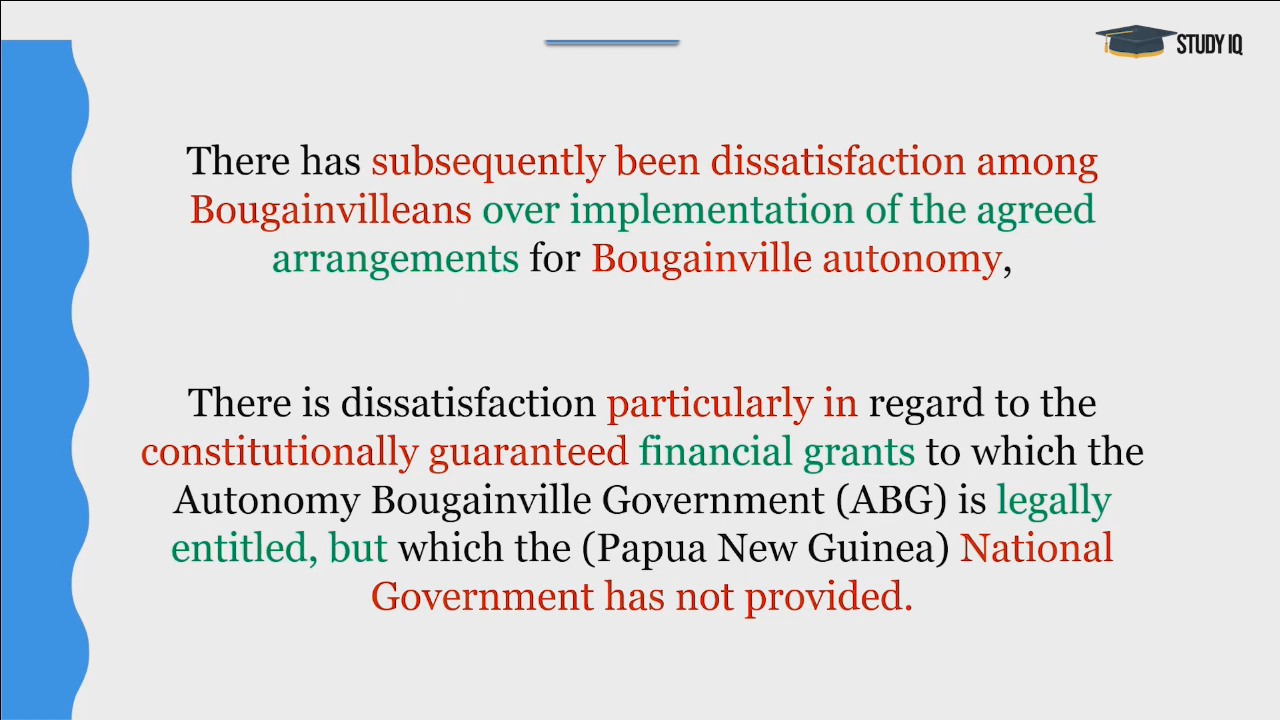 STUDY IQ
There has subsequently been dissatisfaction among
Bougainvilleans over implementation of the agreed
arrangements for Bougainville autonomy,
There is dissatisfaction particularly in regard to the
constitutionally guaranteed financial grants to which the
Autonomy Bougainville Government (ABG) is legally
entitled, but which the (Papua New Guinea) National
Government has not provided.